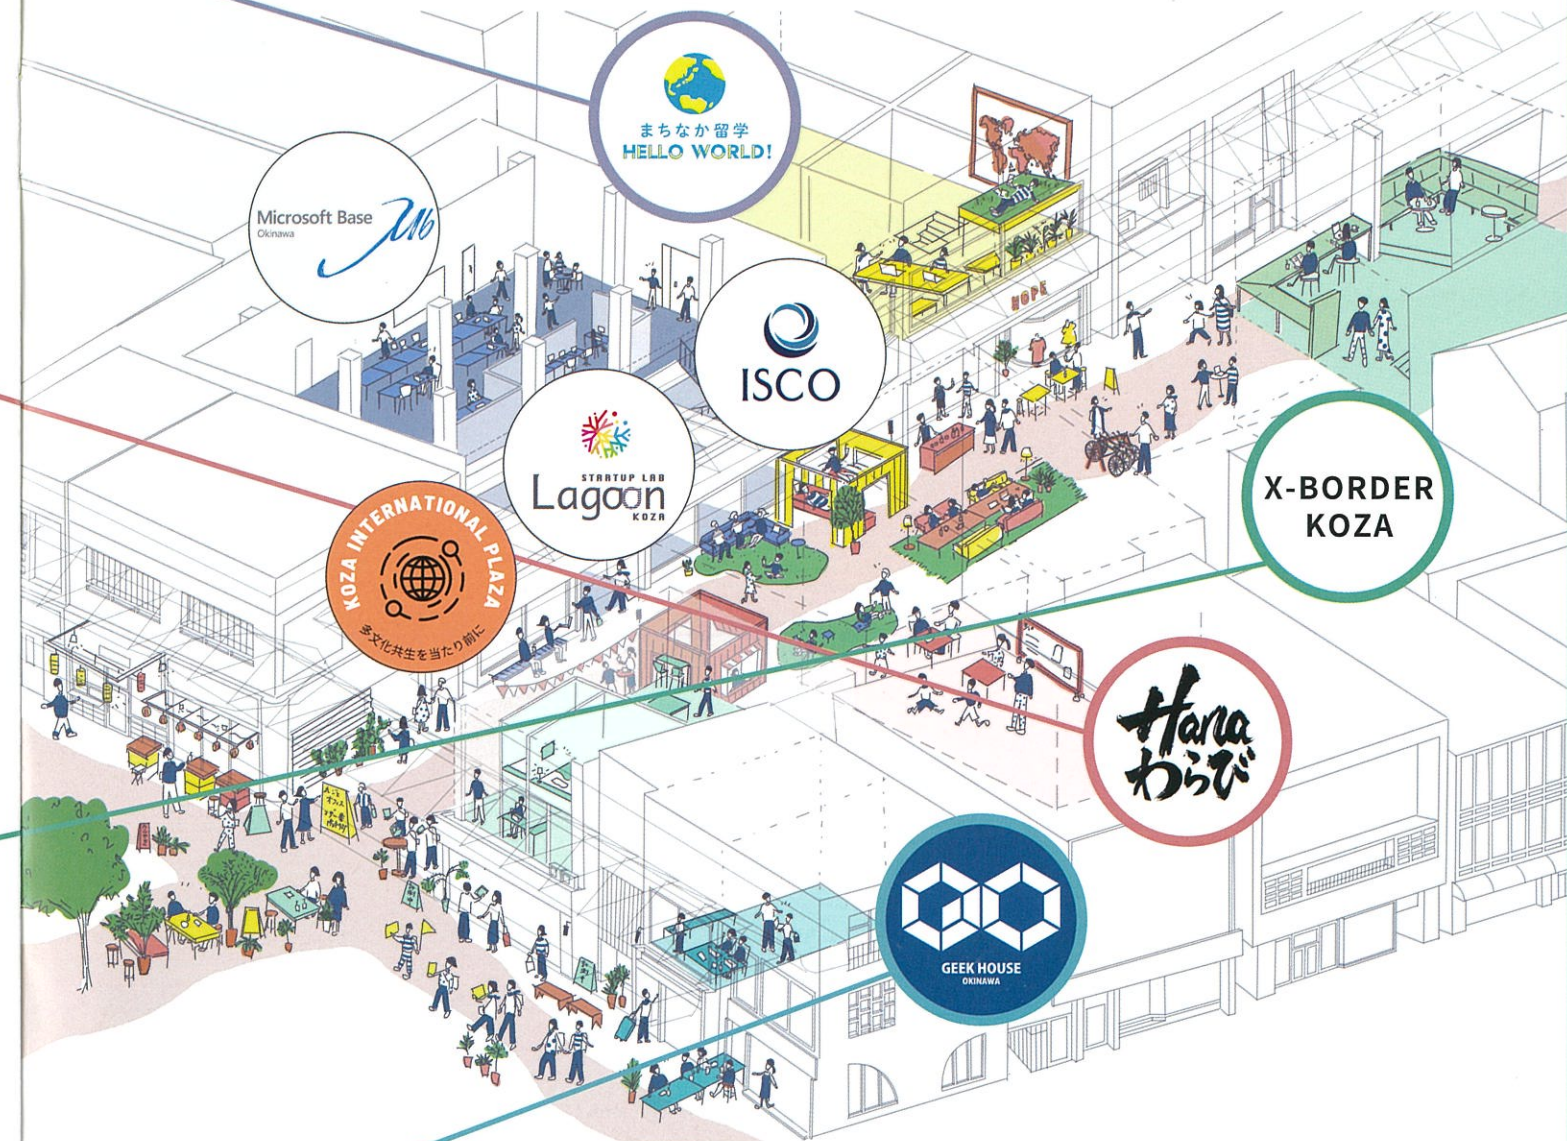 まちなか留学
HELLO WORLD!
Microsoft Base
Okinawa
ISCO
STARTUP LAB
Lagoon
KOZA
HOPE
KOZA INTERNATIONAL PLAZA
多文化共生を当たり前に
X-BORDER
KOZA
Hana
わらび
GEEK HOUSE
OKINAWA